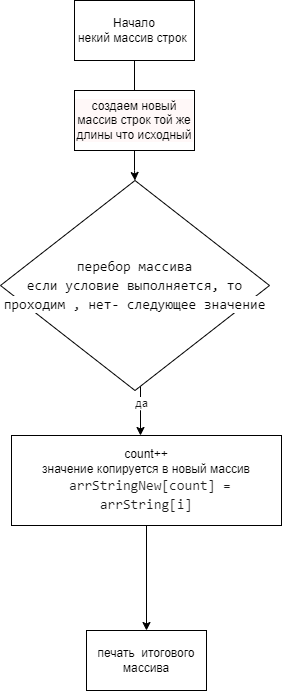 Начало
некий массив строк
создаем новый
массив строк той же
длины что исходный
перебор массива
если условие выполняется, то
проходим , нет- следующее значение
да
count++
значение копируется в новый массив
arrStringNew[count] =
arrString[i]
печать итогового
массива